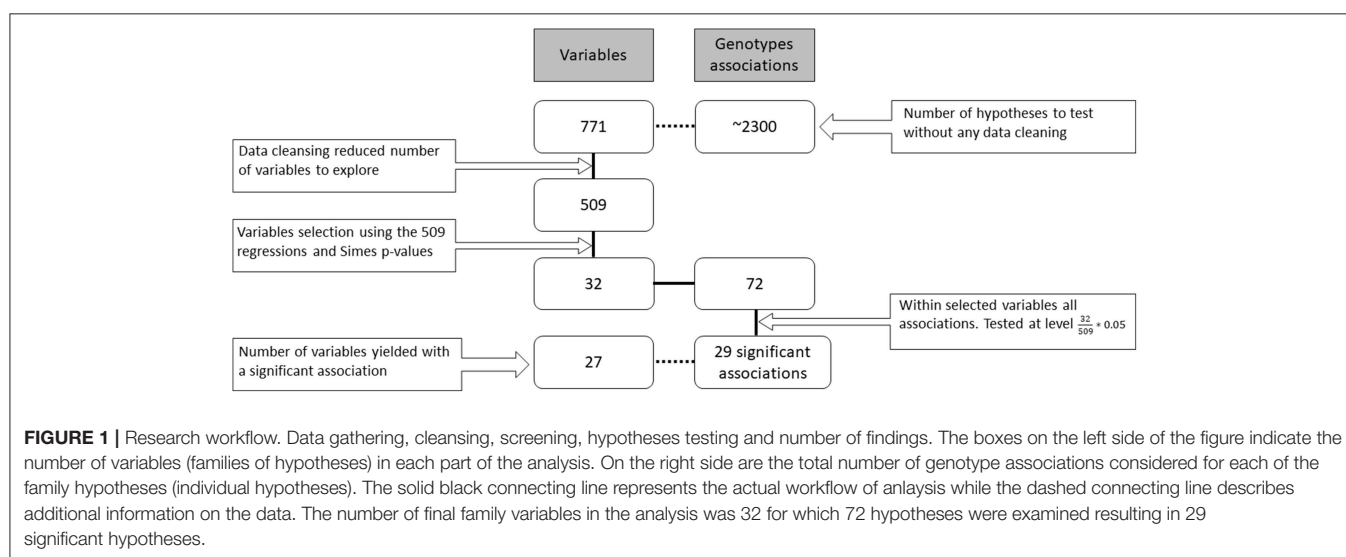 Variables
Genotypes
associations
771
~2300
Number of hypotheses to test
without any data cleaning
Data cleansing reduced number
of variables to explore
509
Variables selection using the 509
regressions and Simes p-values
32
72
Within selected variables all
associations. Tested at level 32/509 * 0.05
Number of variables yielded with
a significant association
27
29 significant
associations
FIGURE 1 | Research workflow. Data gathering, cleansing, screening, hypotheses testing and number of findings. The boxes on the left side of the figure indicate the
number of variables (families of hypotheses) in each part of the analysis. On the right side are the total number of genotype associations considered for each of the
family hypotheses (individual hypotheses). The solid black connecting line represents the actual workflow of anlaysis while the dashed connecting line describes
additional information on the data. The number of final family variables in the analysis was 32 for which 72 hypotheses were examined resulting in 29
significant hypotheses.